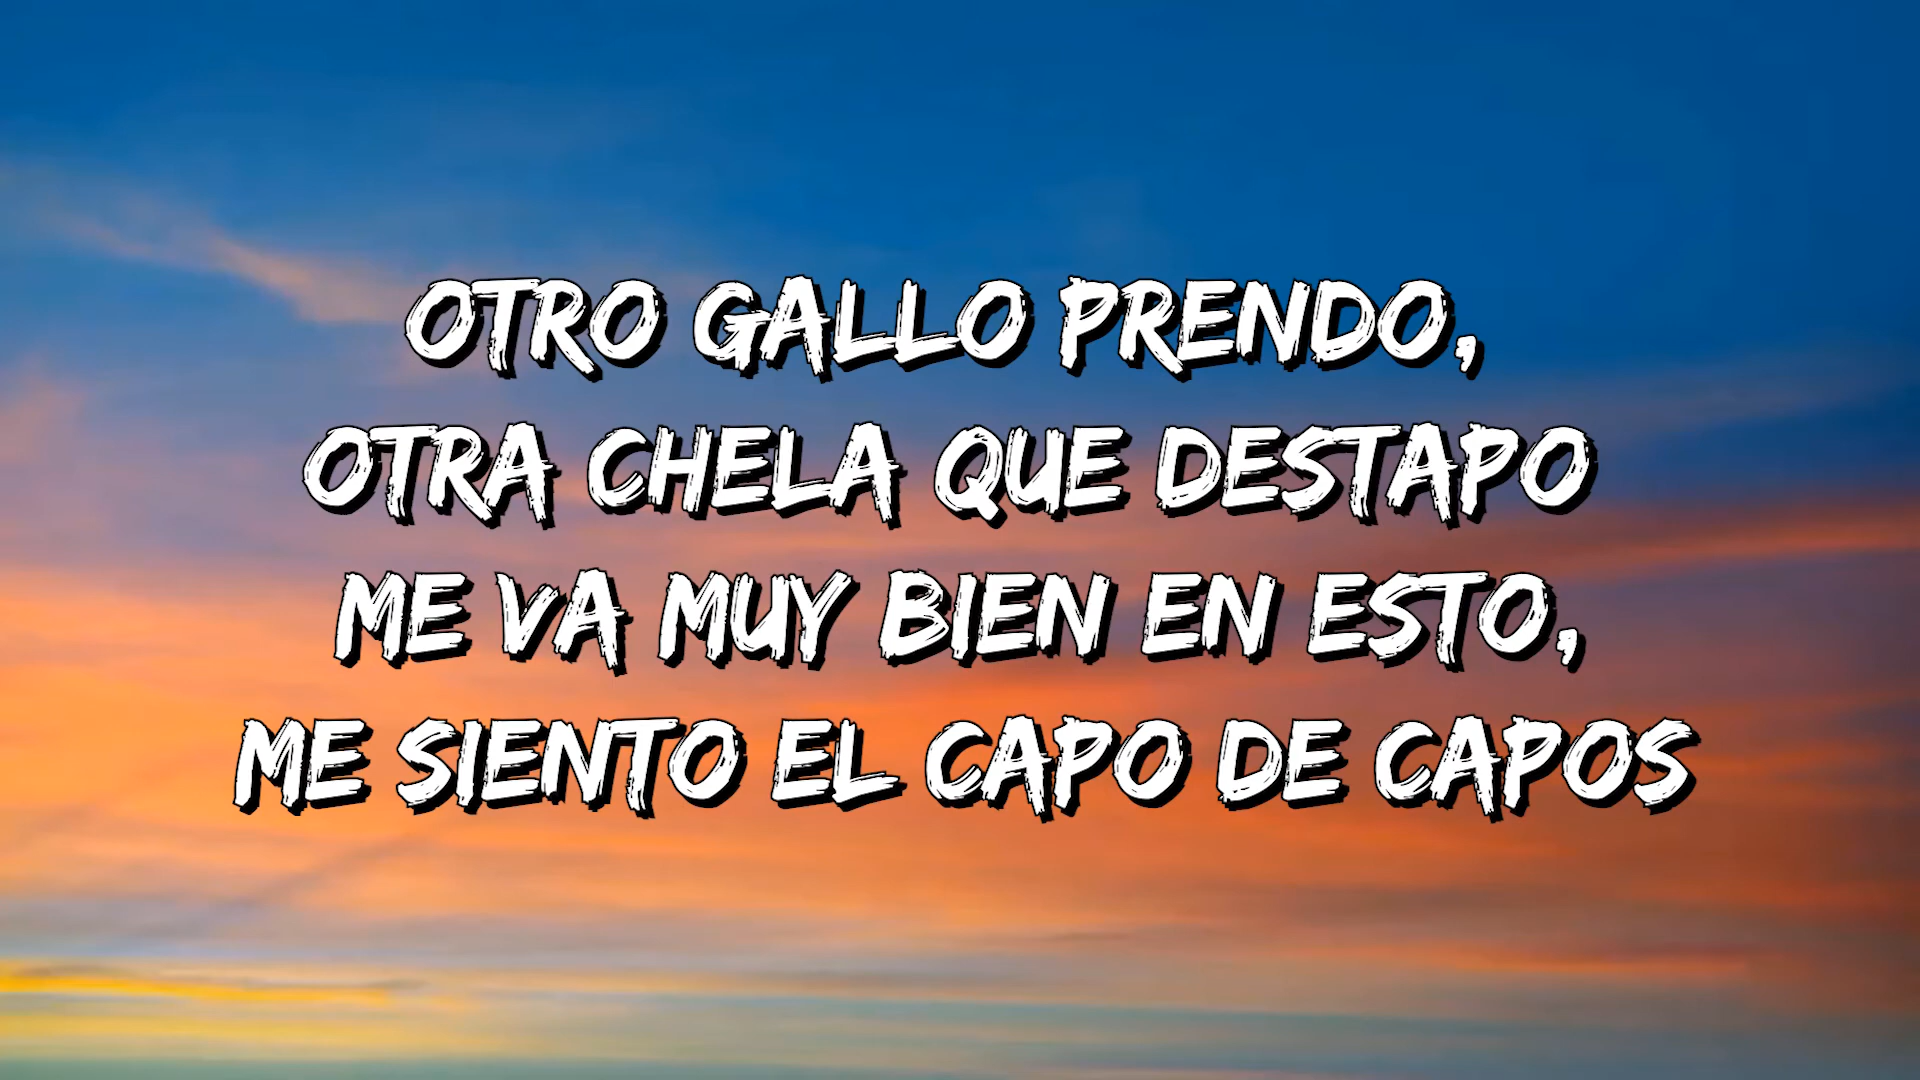 OTRO GALLO PRENDO,
OTRA CHELA QUE DESTAPO
ME VA MUY BIEN EN ESTO,
ME SIENTO EL CAPO DE CAPOS